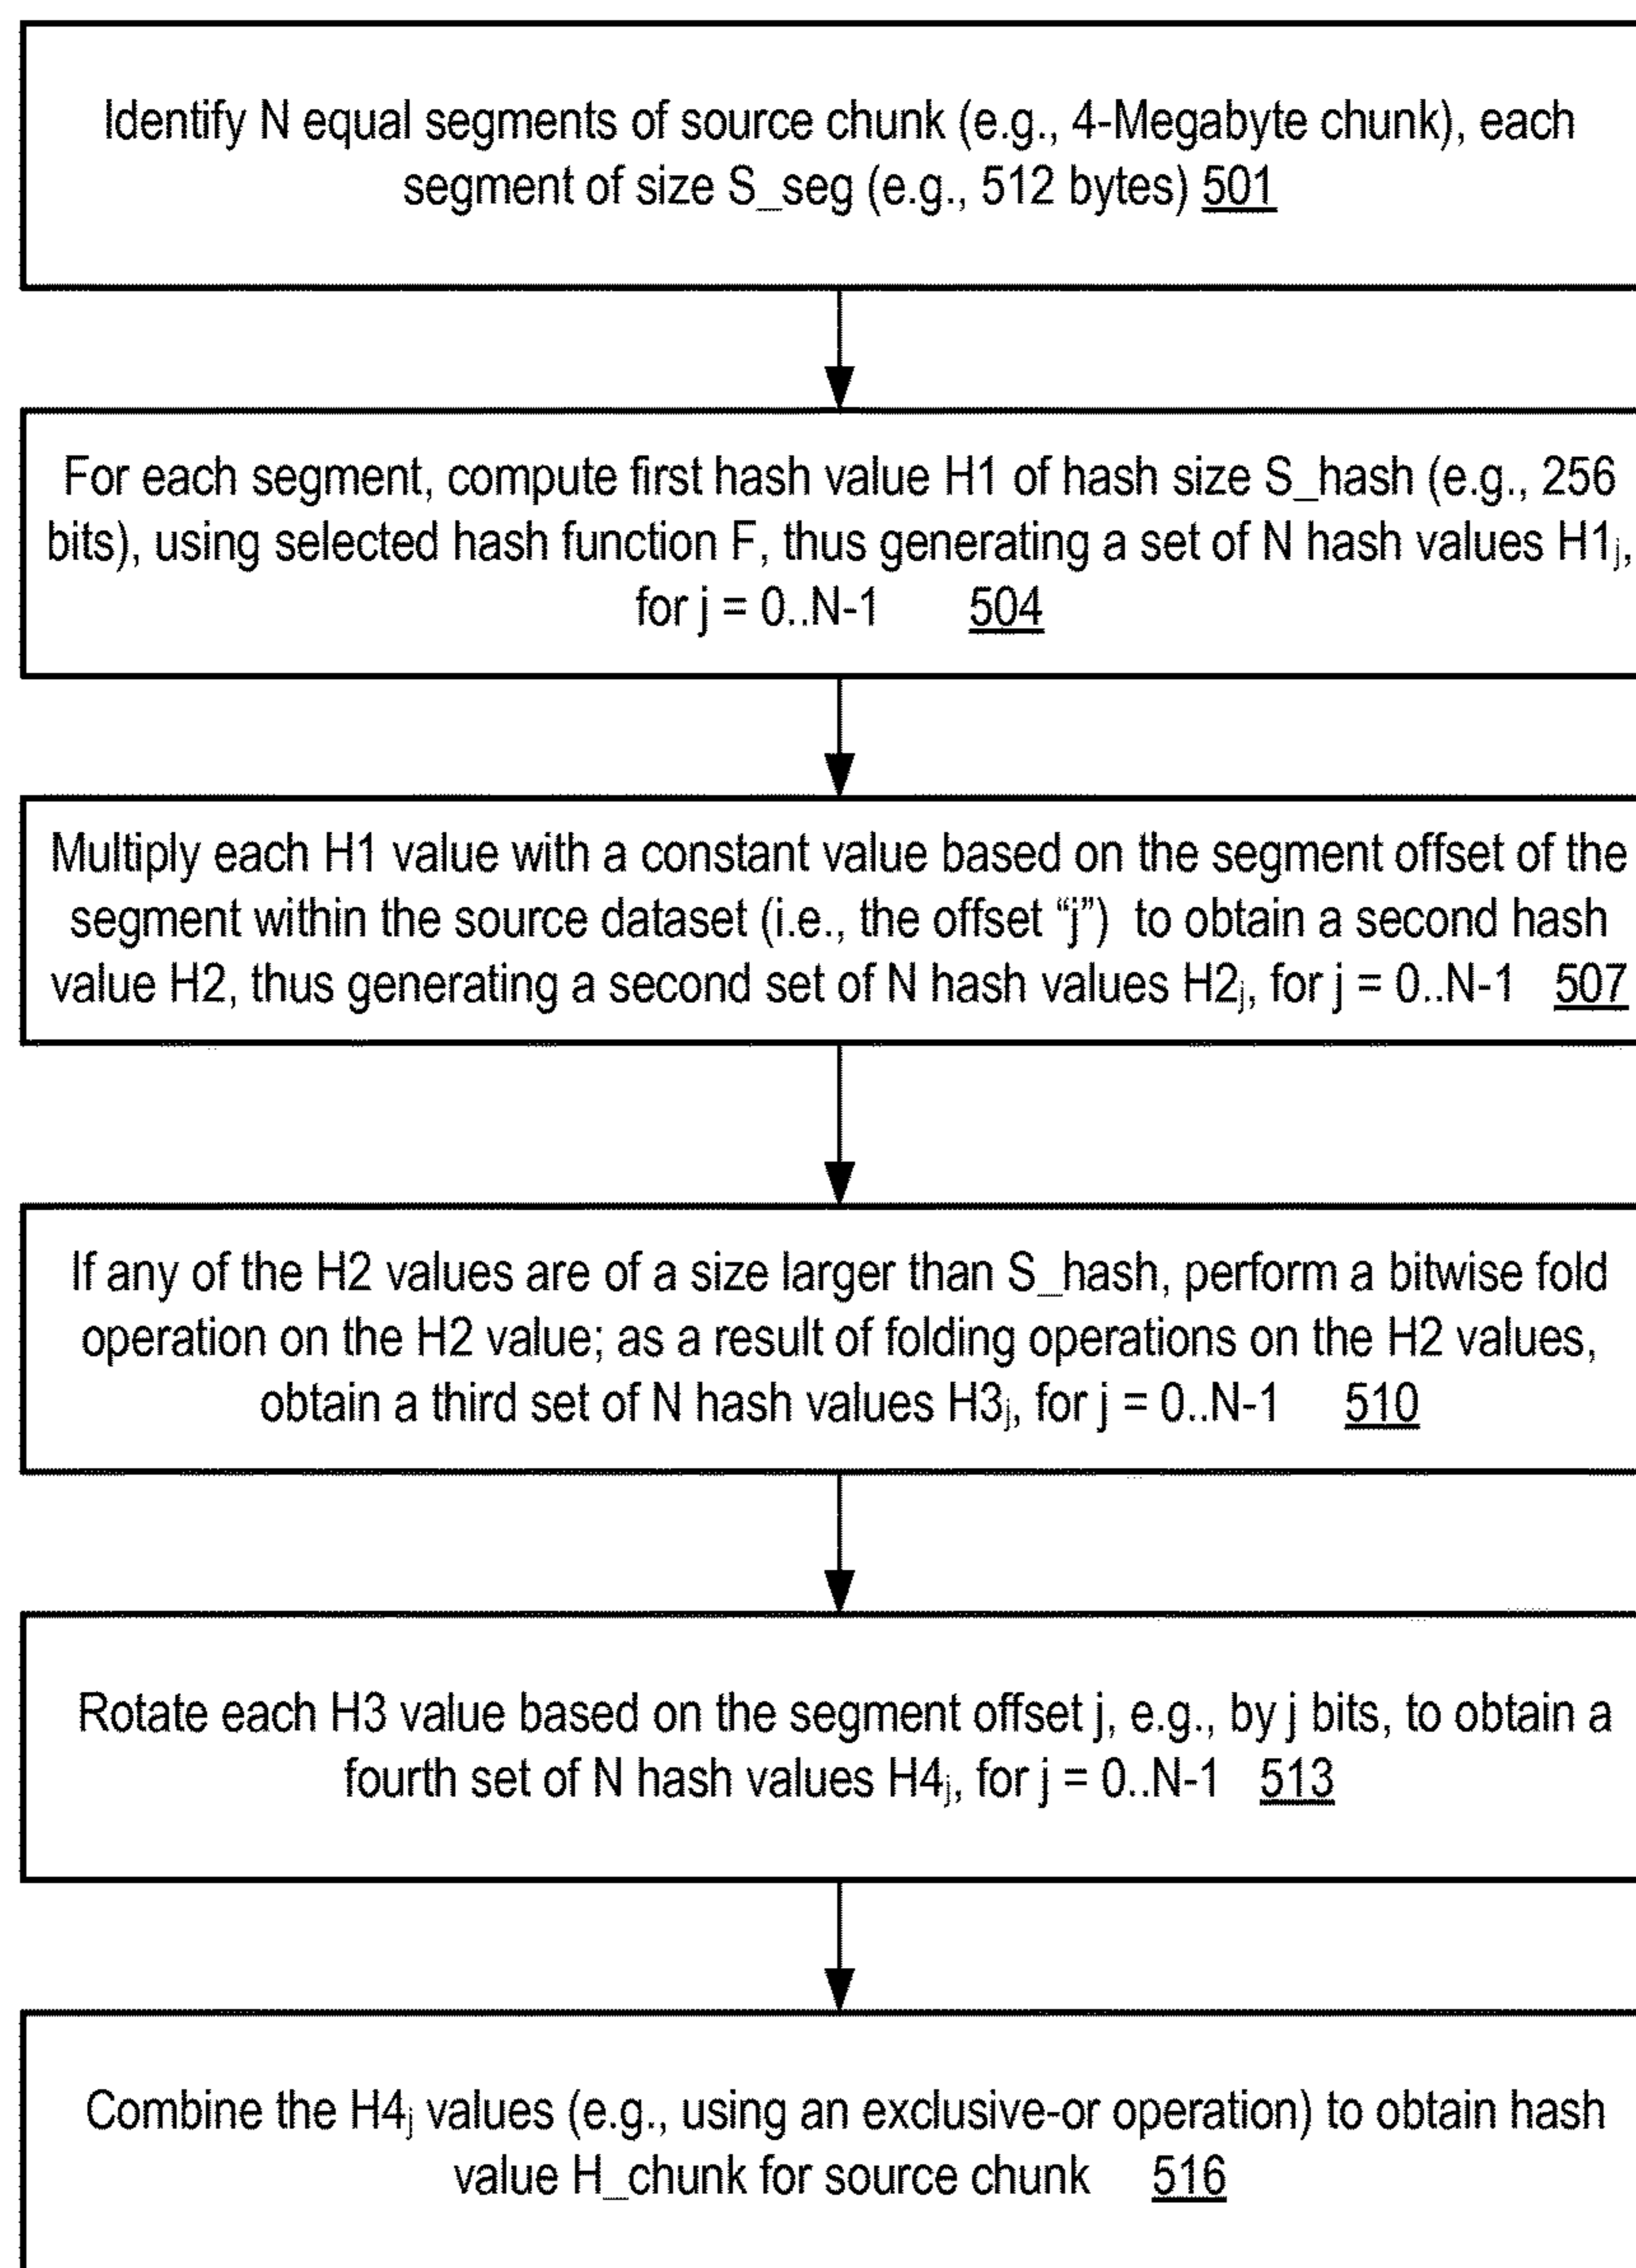 Identify N equal segments of source chunk (e.g., 4-Megabyte chunk), each
segment of size S_seg (e.g., 512 bytes) 501
For each segment, compute first hash value H1 of hash size S_hash (e.g., 256
bits), using selected hash function F, thus generating a set of N hash values H1j,
for j = 0..N-1 504
Multiply each H1 value with a constant value based on the segment offset of the
segment within the source dataset (i.e., the offset “j”) to obtain a second hash
value H2, thus generating a second set of N hash values H2j, for j = 0..N-1 507
If any of the H2 values are of a size larger than S_hash, perform a bitwise fold
operation on the H2 value; as a result of folding operations on the H2 values,
obtain a third set of N hash values H3j, for j = 0..N-1 510
Rotate each H3 value based on the segment offset j, e.g., by j bits, to obtain a
fourth set of N hash values H4j, for j = 0..N-1 513
Combine the H4j values (e.g., using an exclusive-or operation) to obtain hash
value H_chunk for source chunk 516